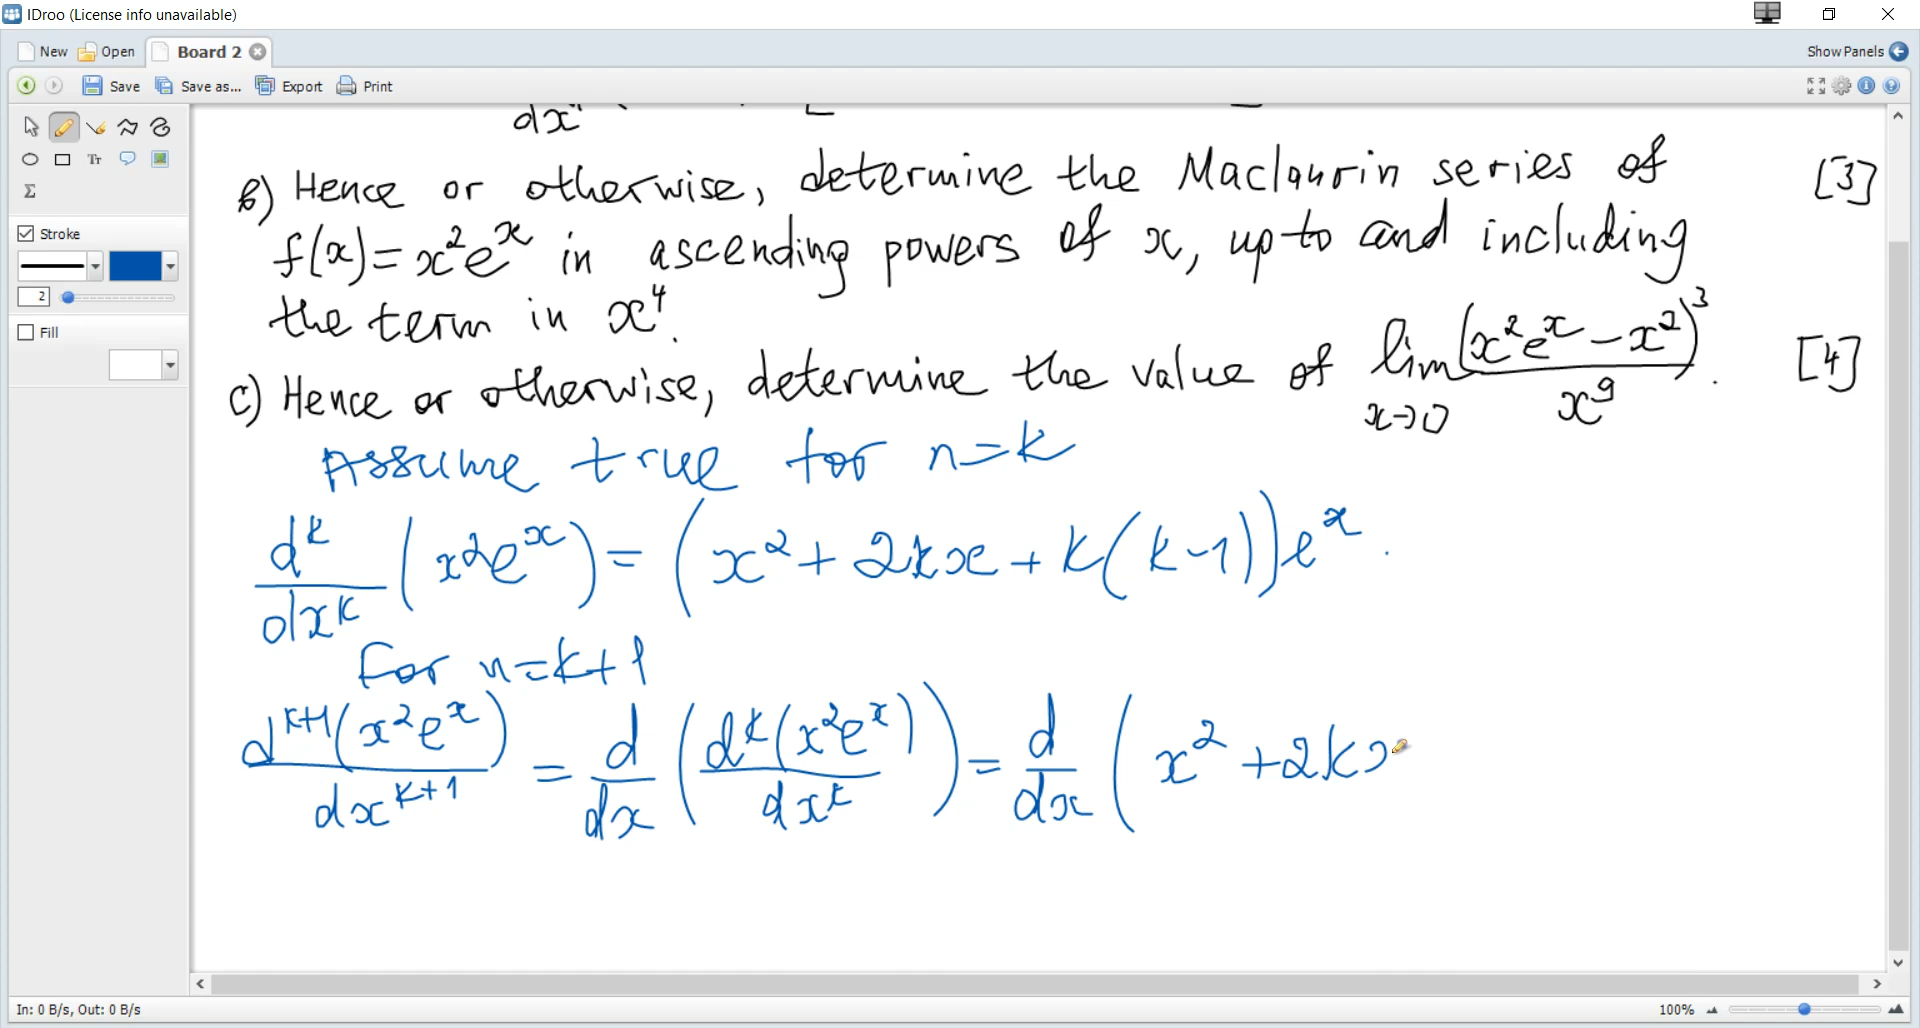 IDroo (License info unavailable)
New Open Board 2 Show Panels
Save Save as... Export Print
Tr
Σ
Stroke
2
Fill
dx
b) Hence or otherwise, determine the Maclaurin series of [3]
f(x)=x²eˣ in ascending powers of x, up to and including
the term in x⁴.
c) Hence or otherwise, determine the value of lim x→0 (x²eˣ - x²)³/x⁹. [4]
Assume true for n=k
dᵏ/dxᵏ (x²eˣ) = (x² + 2kx + k(k-1))eˣ.
For n=k+1
dᵏ⁺¹(x²eˣ)/dxᵏ⁺¹ = d/dx (dᵏ(x²eˣ)/dxᵏ) = d/dx (x² + 2k
In: 0 B/s, Out: 0 B/s 100%